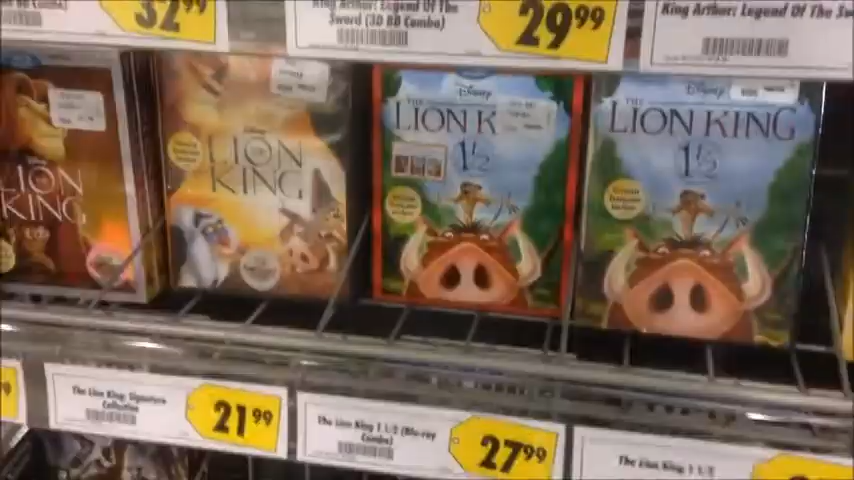 32.99
King Arthur: Legend Of The
Sword (3D BD Combo)
29.99
King Arthur: Legend Of The Sw
LION
KING
Disney
LION
KING
Disney
THE
LION K
1½
Disney
THE
LION KING
1½
9
The Lion King Signature
Collection
21.99
The Lion King 1 1/2 (Blu-ray
Combo)
27.99
The Lion King 1 1/2